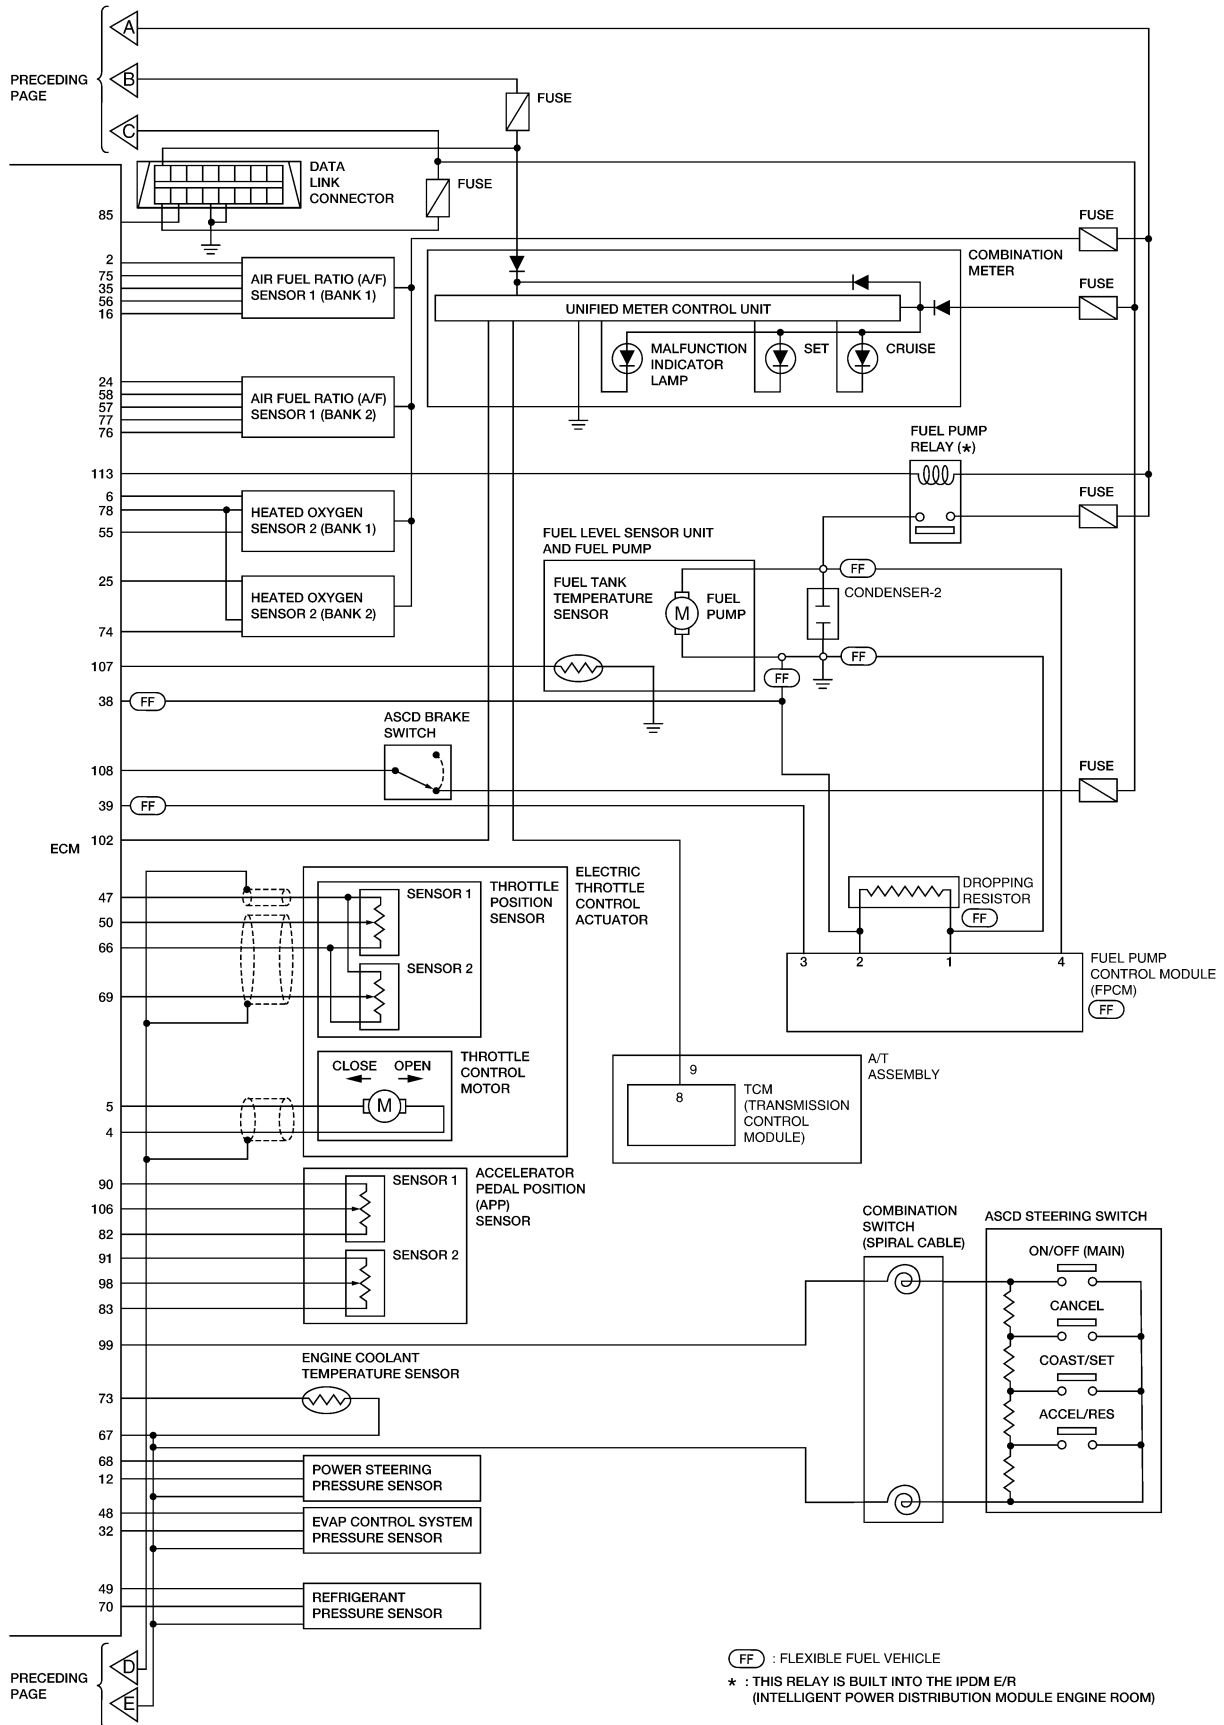 A
PRECEDING
PAGE
B
FUSE
C
DATA
LINK
CONNECTOR
FUSE
85
FUSE
2
75
35
56
16
AIR FUEL RATIO (A/F)
SENSOR 1 (BANK 1)
COMBINATION
METER
FUSE
UNIFIED METER CONTROL UNIT
MALFUNCTION
INDICATOR
LAMP
SET
CRUISE
24
58
57
77
76
AIR FUEL RATIO (A/F)
SENSOR 1 (BANK 2)
FUEL PUMP
RELAY (*)
113
6
78
55
HEATED OXYGEN
SENSOR 2 (BANK 1)
FUSE
FUEL LEVEL SENSOR UNIT
AND FUEL PUMP
25
74
HEATED OXYGEN
SENSOR 2 (BANK 2)
FUEL TANK
TEMPERATURE
SENSOR
M
FUEL
PUMP
FF
CONDENSER-2
FF
FF
107
38
FF
ASCD BRAKE
SWITCH
108
FUSE
39
FF
ECM
102
47
50
66
69
SENSOR 1
SENSOR 2
THROTTLE
POSITION
SENSOR
ELECTRIC
THROTTLE
CONTROL
ACTUATOR
DROPPING
RESISTOR
FF
3
2
1
4
FUEL PUMP
CONTROL MODULE
(FPCM)
FF
CLOSE
OPEN
M
THROTTLE
CONTROL
MOTOR
5
4
A/T
ASSEMBLY
9
8
TCM
(TRANSMISSION
CONTROL
MODULE)
90
106
82
91
98
83
SENSOR 1
SENSOR 2
ACCELERATOR
PEDAL POSITION
(APP)
SENSOR
COMBINATION
SWITCH
(SPIRAL CABLE)
ASCD STEERING SWITCH
ON/OFF (MAIN)
CANCEL
COAST/SET
ACCEL/RES
99
ENGINE COOLANT
TEMPERATURE SENSOR
73
67
68
12
POWER STEERING
PRESSURE SENSOR
48
32
EVAP CONTROL SYSTEM
PRESSURE SENSOR
49
70
REFRIGERANT
PRESSURE SENSOR
D
PRECEDING
PAGE
E
FF : FLEXIBLE FUEL VEHICLE
* : THIS RELAY IS BUILT INTO THE IPDM E/R
(INTELLIGENT POWER DISTRIBUTION MODULE ENGINE ROOM)